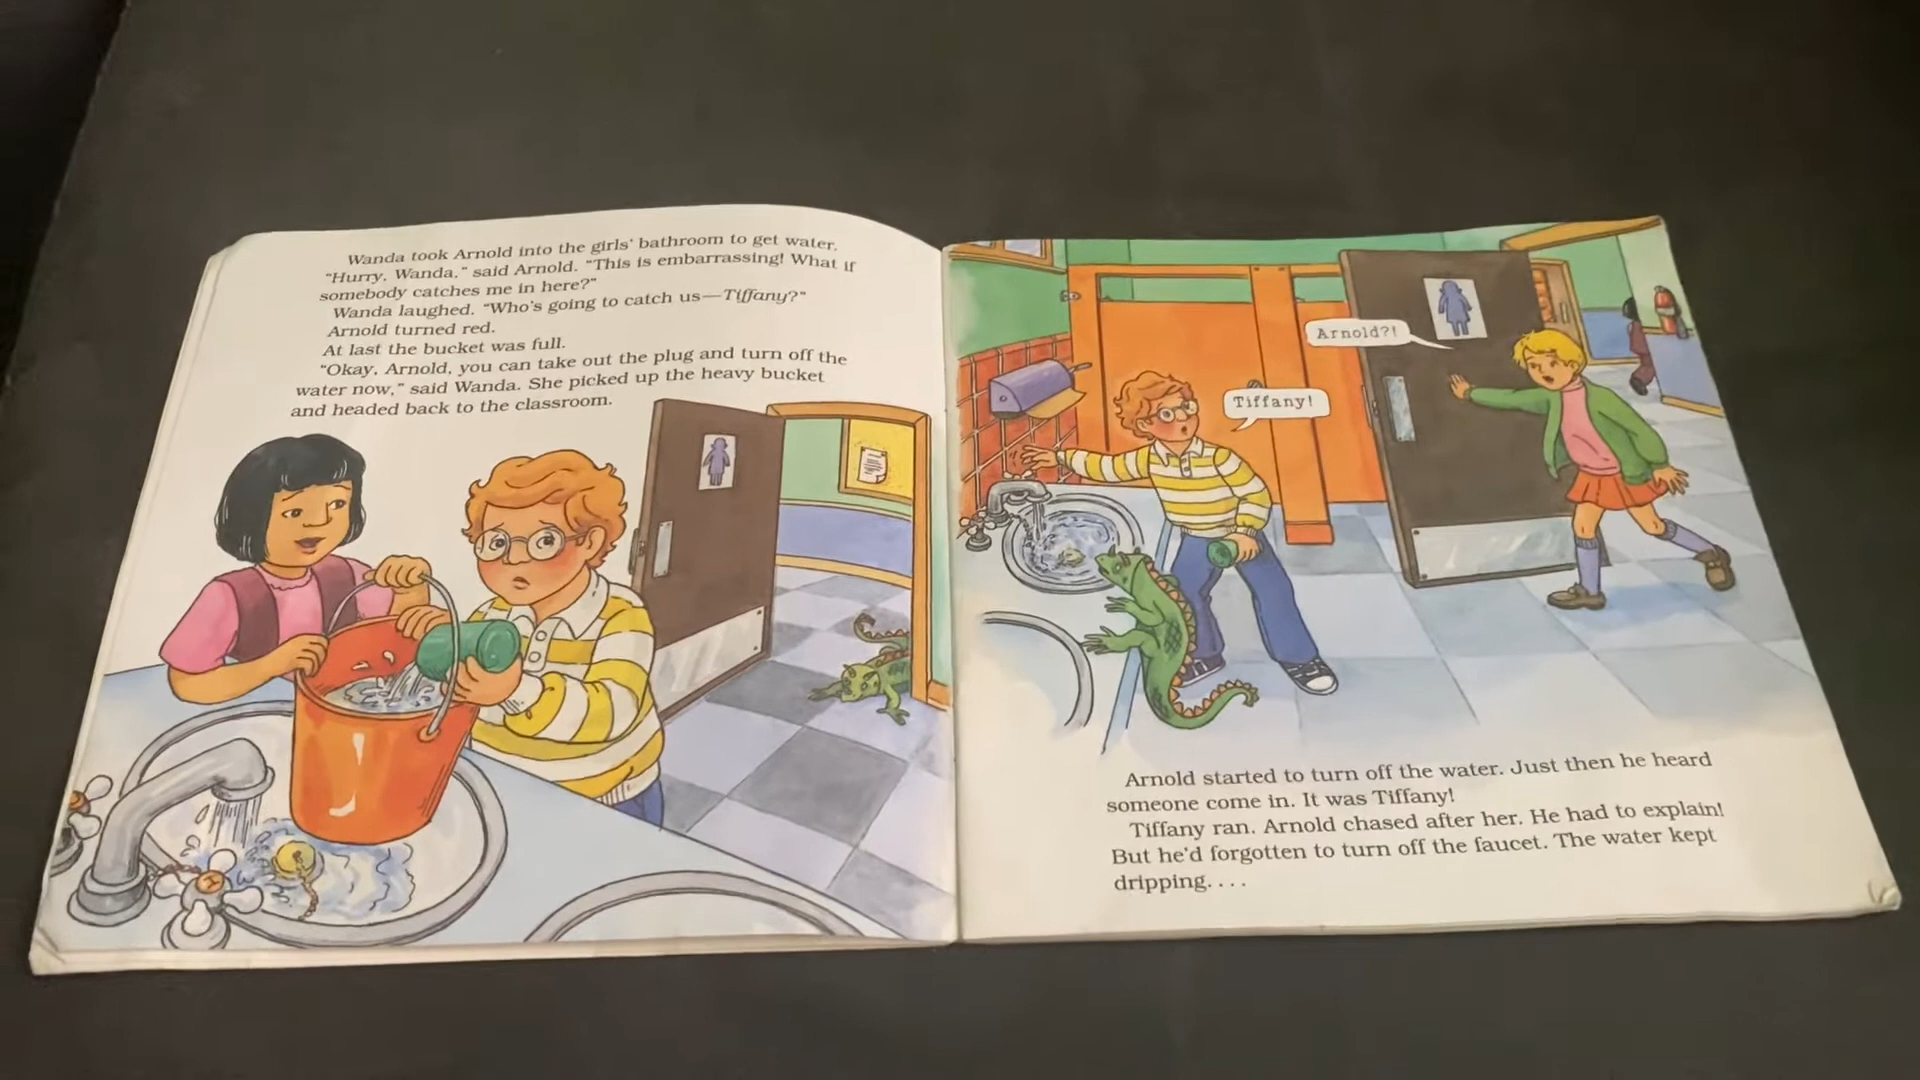 Wanda took Arnold into the girls' bathroom to get water.
"Hurry, Wanda," said Arnold. "This is embarrassing! What if
somebody catches me in here?"
Wanda laughed. "Who's going to catch us—Tiffany?"
Arnold turned red.
At last the bucket was full.
"Okay, Arnold, you can take out the plug and turn off the
water now," said Wanda. She picked up the heavy bucket
and headed back to the classroom.
H
Arnold?!
Tiffany!
Arnold started to turn off the water. Just then he heard
someone come in. It was Tiffany!
Tiffany ran. Arnold chased after her. He had to explain!
But he'd forgotten to turn off the faucet. The water kept
dripping. . . .